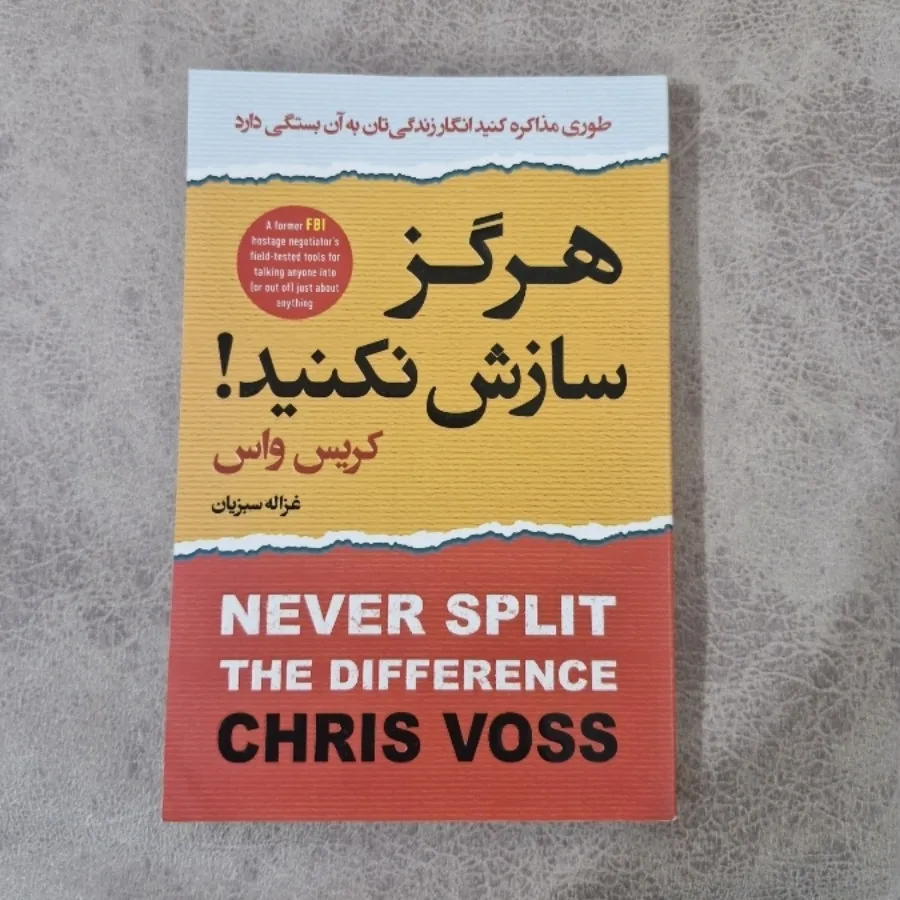 طوری مذاکره کنید انگار زندگی تان به آن بستگی دارد
هرگز
سازش نکنید!
A former FBI
hostage negotiator's
field-tested tools for
talking anyone into
(or out of) just about
anything
کریس واس
غزاله سبزیان
NEVER SPLIT
THE DIFFERENCE
CHRIS VOSS